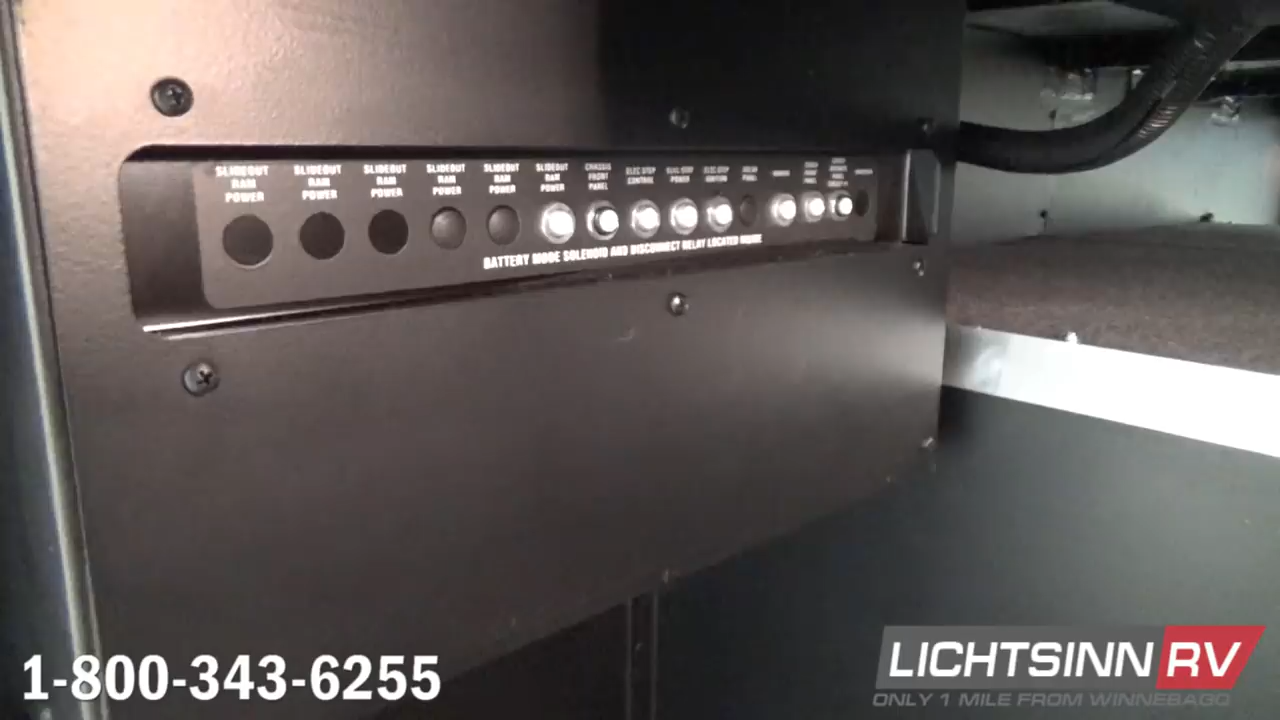 SLIDEOUT RAM POWER
SLIDEOUT RAM POWER
SLIDEOUT RAM POWER
SLIDEOUT RAM POWER
SLIDEOUT RAM POWER
SLIDEOUT RAM POWER
CHASSIS FRONT PANEL
ELEC STEP CONTROL
ELEC STEP POWER
ELEC STEP IGNITION
PANEL
BATTERY MODE SOLENOID AND DISCONNECT RELAY LOCATED INSIDE
1-800-343-6255
LICHTSINN RV
ONLY 1 MILE FROM WINNEBAGO